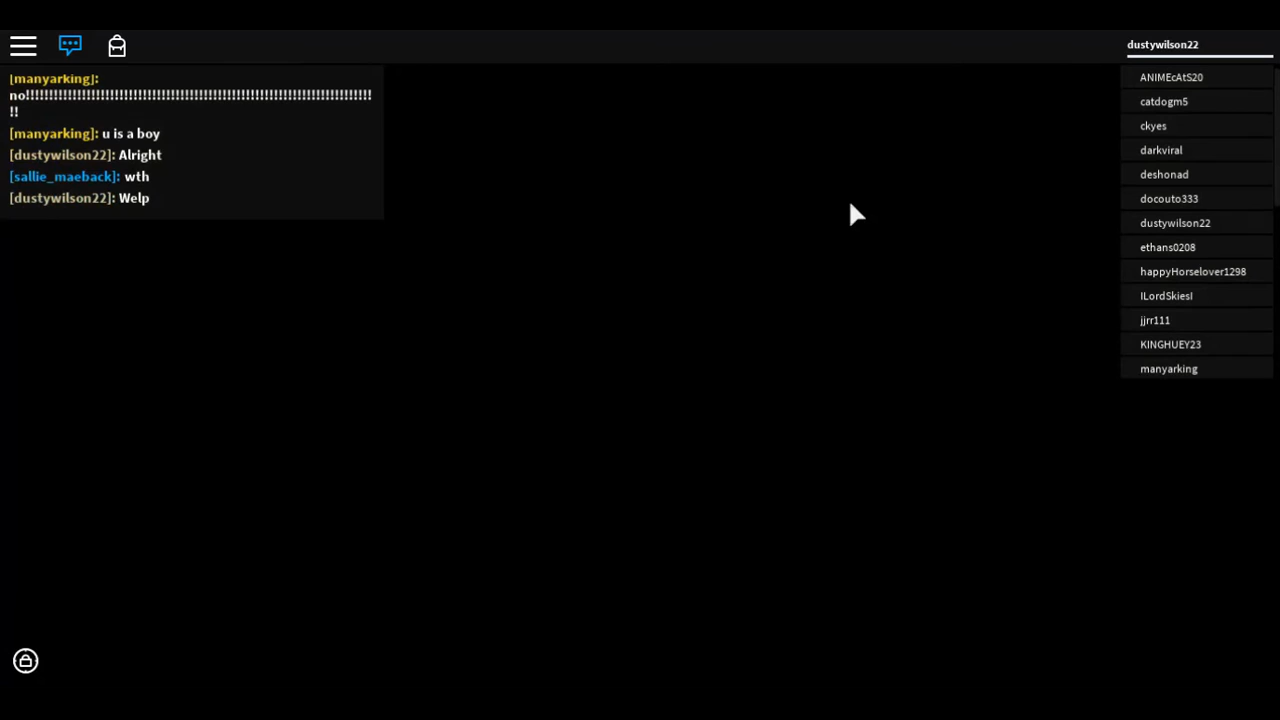 dustywilson22
[manyarking]:
no!!!!!!!!!!!!!!!!!!!!!!!!!!!!!!!!!!!!!!!!!!!!!!!!!!!!!!!!!!!!!!!!!!!!!!!!!!
!!
[manyarking]: u is a boy
[dustywilson22]: Alright
[sallie_maeback]: wth
[dustywilson22]: Welp
ANIMEcAtS20
catdogm5
ckyes
darkviral
deshonad
docouto333
dustywilson22
ethans0208
happyHorselover1298
ILordSkiesI
jjrr111
KINGHUEY23
manyarking